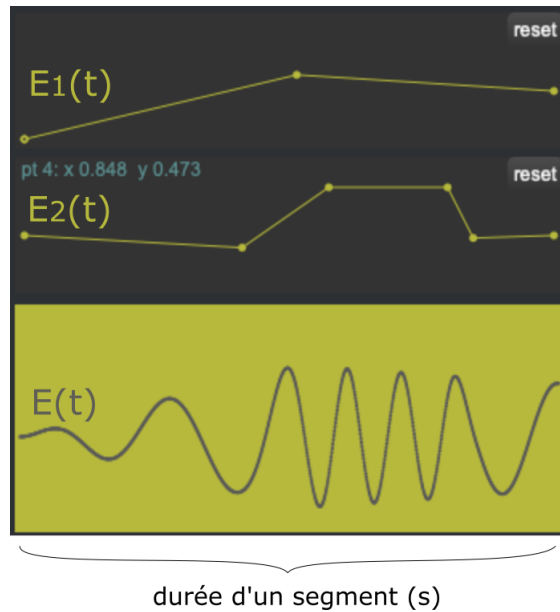 reset
E1(t)
pt 4: x 0.848 y 0.473
reset
E2(t)
E(t)
durée d'un segment (s)